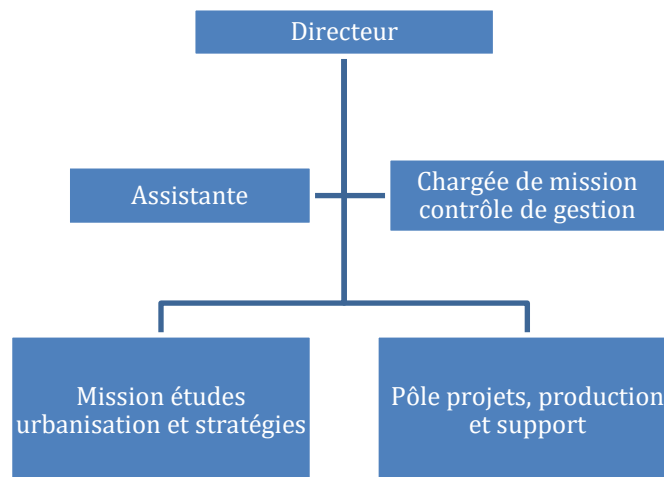 Directeur
Assistante
Chargée de mission
contrôle de gestion
Mission études
urbanisation et stratégies
Pôle projets, production
et support